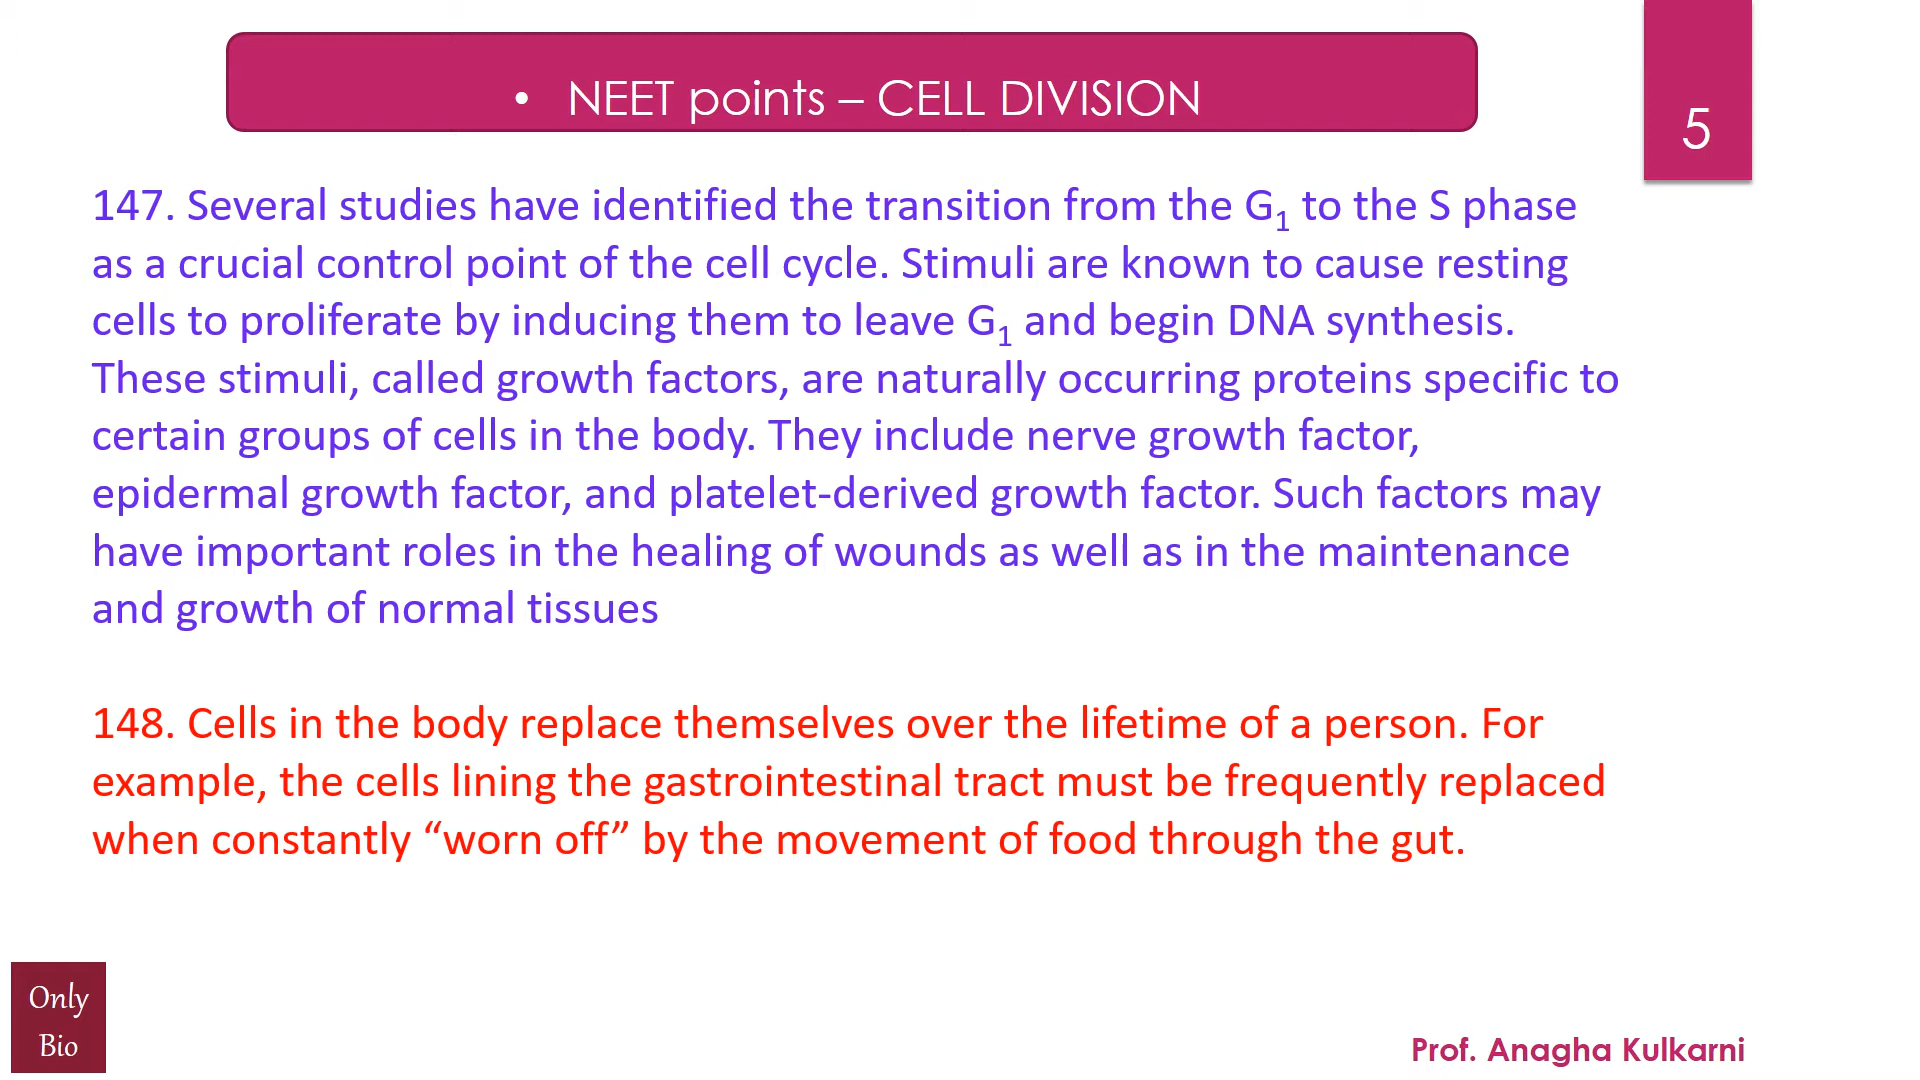 • NEET points – CELL DIVISION
5
147. Several studies have identified the transition from the G₁ to the S phase
as a crucial control point of the cell cycle. Stimuli are known to cause resting
cells to proliferate by inducing them to leave G₁ and begin DNA synthesis.
These stimuli, called growth factors, are naturally occurring proteins specific to
certain groups of cells in the body. They include nerve growth factor,
epidermal growth factor, and platelet-derived growth factor. Such factors may
have important roles in the healing of wounds as well as in the maintenance
and growth of normal tissues
148. Cells in the body replace themselves over the lifetime of a person. For
example, the cells lining the gastrointestinal tract must be frequently replaced
when constantly “worn off” by the movement of food through the gut.
Only
Bio
Prof. Anagha Kulkarni